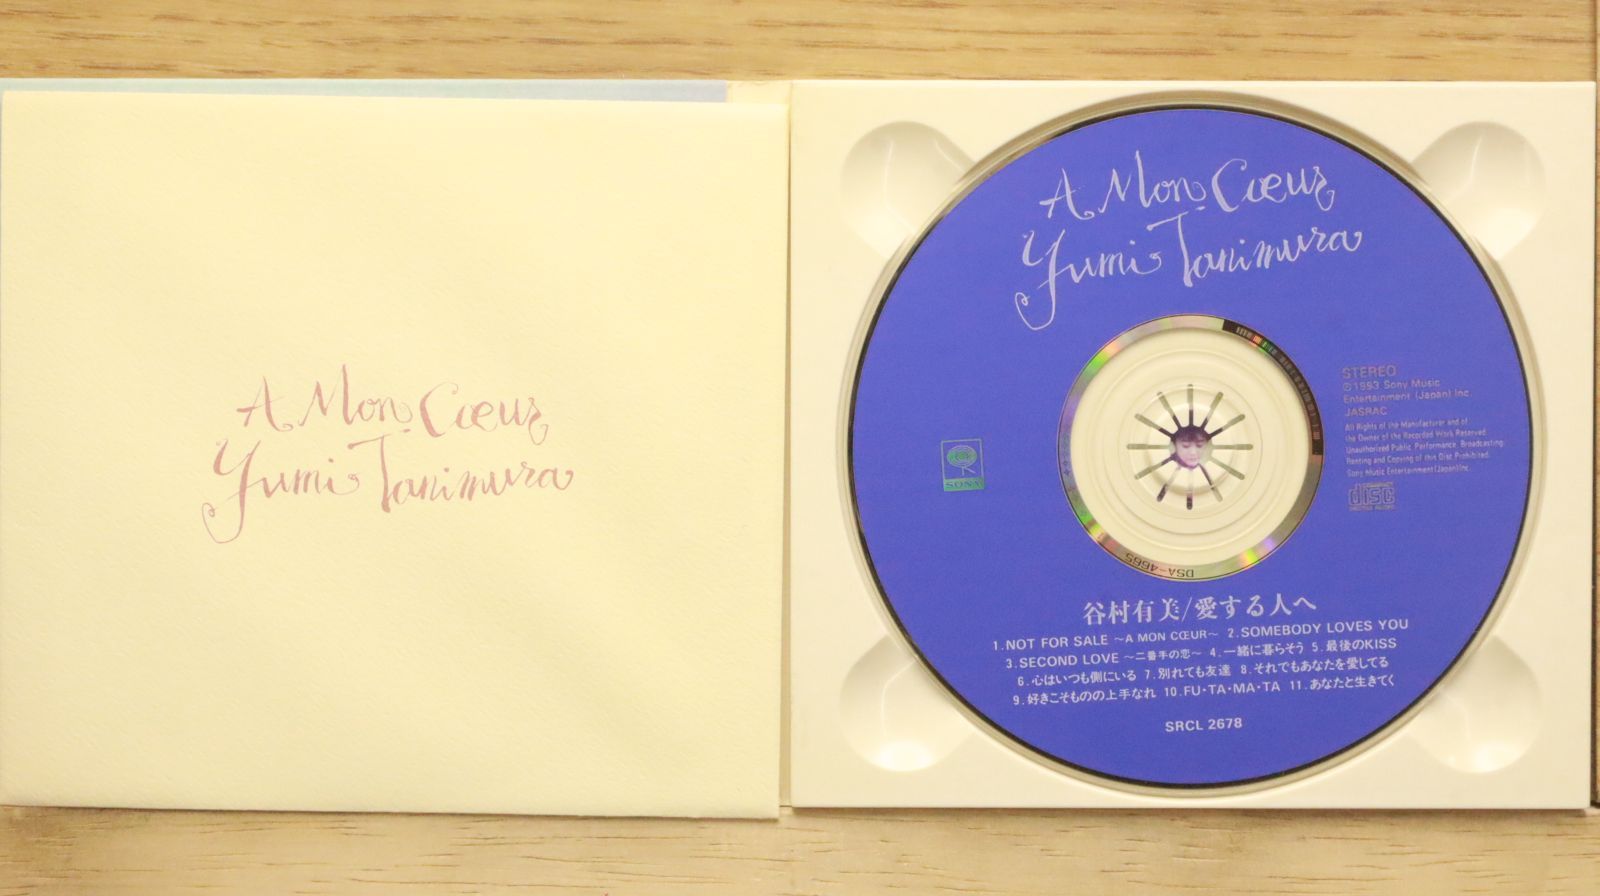 A Mon Cœur
Yumi Tanimura
A Mon Cœur
Yumi Tanimura
STEREO
©1993 Sony Music
Entertainment (Japan) Inc.
JASRAC
All Rights of the Manufacturer and of
the Owner of the Recorded Work Reserved.
Unauthorized Public Performance, Broadcasting,
Renting and Copying of this Disc Prohibited.
Sony Music Entertainment(Japan)Inc.
SONY
COMPACT
disc
DIGITAL AUDIO
DSA-4665
谷村有美/愛する人へ
1.NOT FOR SALE 〜A MON CŒUR〜 2.SOMEBODY LOVES YOU
3.SECOND LOVE 〜二番手の恋〜 4.一緒に暮らそう 5.最後のKISS
6.心はいつも側にいる 7.別れても友達 8.それでもあなたを愛してる
9.好きこそものの上手なれ 10.FU・TA・MA・TA 11.あなたと生きてく
SRCL 2678